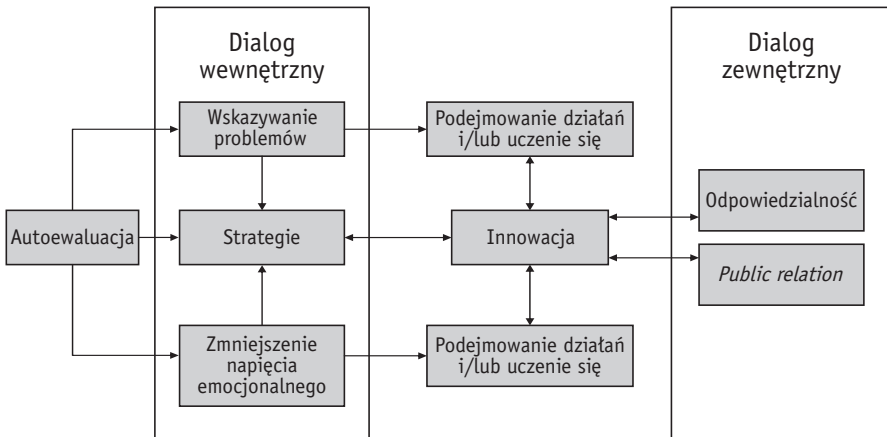 Dialog
wewnętrzny
Dialog
zewnętrzny
Wskazywanie
problemów
Podejmowanie działań
i/lub uczenie się
Odpowiedzialność
Autoewaluacja
Strategie
Innowacja
Public relation
Zmniejszenie
napięcia
emocjonalnego
Podejmowanie działań
i/lub uczenie się